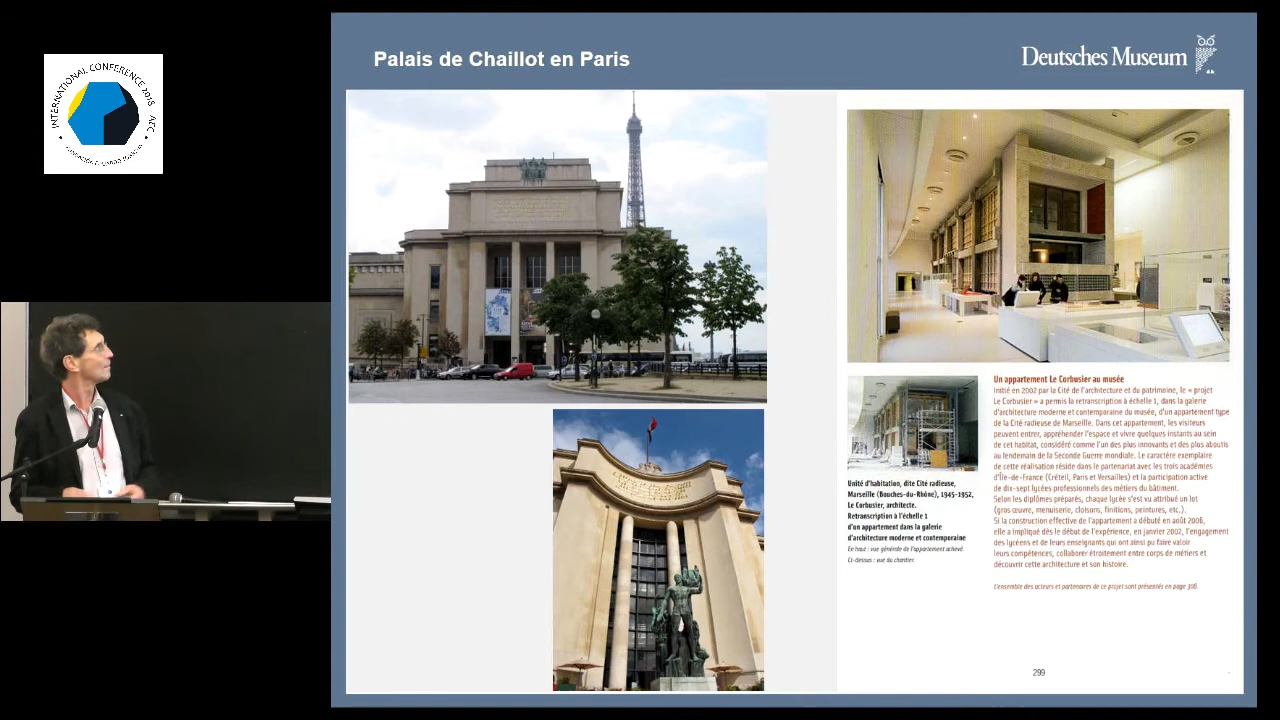 INTERNATIONAL CONFERENCE 2018
Palais de Chaillot en Paris
Deutsches Museum
Un appartement Le Corbusier au musée
Initié en 2002 par la Cité de l'architecture et du patrimoine, le « projet
Le Corbusier » a permis la retranscription à échelle 1, dans la galerie
d'architecture moderne et contemporaine du musée, d'un appartement type
de la Cité radieuse de Marseille. Dans cet appartement, les visiteurs
peuvent entrer, appréhender l'espace et vivre quelques instants au sein
de cet habitat, considéré comme l'un des plus innovants et des plus aboutis
au lendemain de la Seconde Guerre mondiale. Le caractère exemplaire
de cette réalisation réside dans le partenariat avec les trois académies
d'Île-de-France (Créteil, Paris et Versailles) et la participation active
de dix-sept lycées professionnels des métiers du bâtiment.
Selon les diplômes préparés, chaque lycée s'est vu attribué un lot
(gros œuvre, menuiserie, cloisons, finitions, peintures, etc.).
Si la construction effective de l'appartement a débuté en août 2006,
elle a impliqué dès le début de l'expérience, en janvier 2002, l'engagement
des lycéens et de leurs enseignants qui ont ainsi pu faire valoir
leurs compétences, collaborer étroitement entre corps de métiers et
découvrir cette architecture et son histoire.
L'ensemble des acteurs et partenaires de ce projet sont présentés en page 308.
Unité d'habitation, dite Cité radieuse,
Marseille (Bouches-du-Rhône), 1945-1952,
Le Corbusier, architecte.
Retranscription à l'échelle 1
d'un appartement dans la galerie
d'architecture moderne et contemporaine
En haut : vue générale de l'appartement achevé.
Ci-dessus : vue du chantier.
299